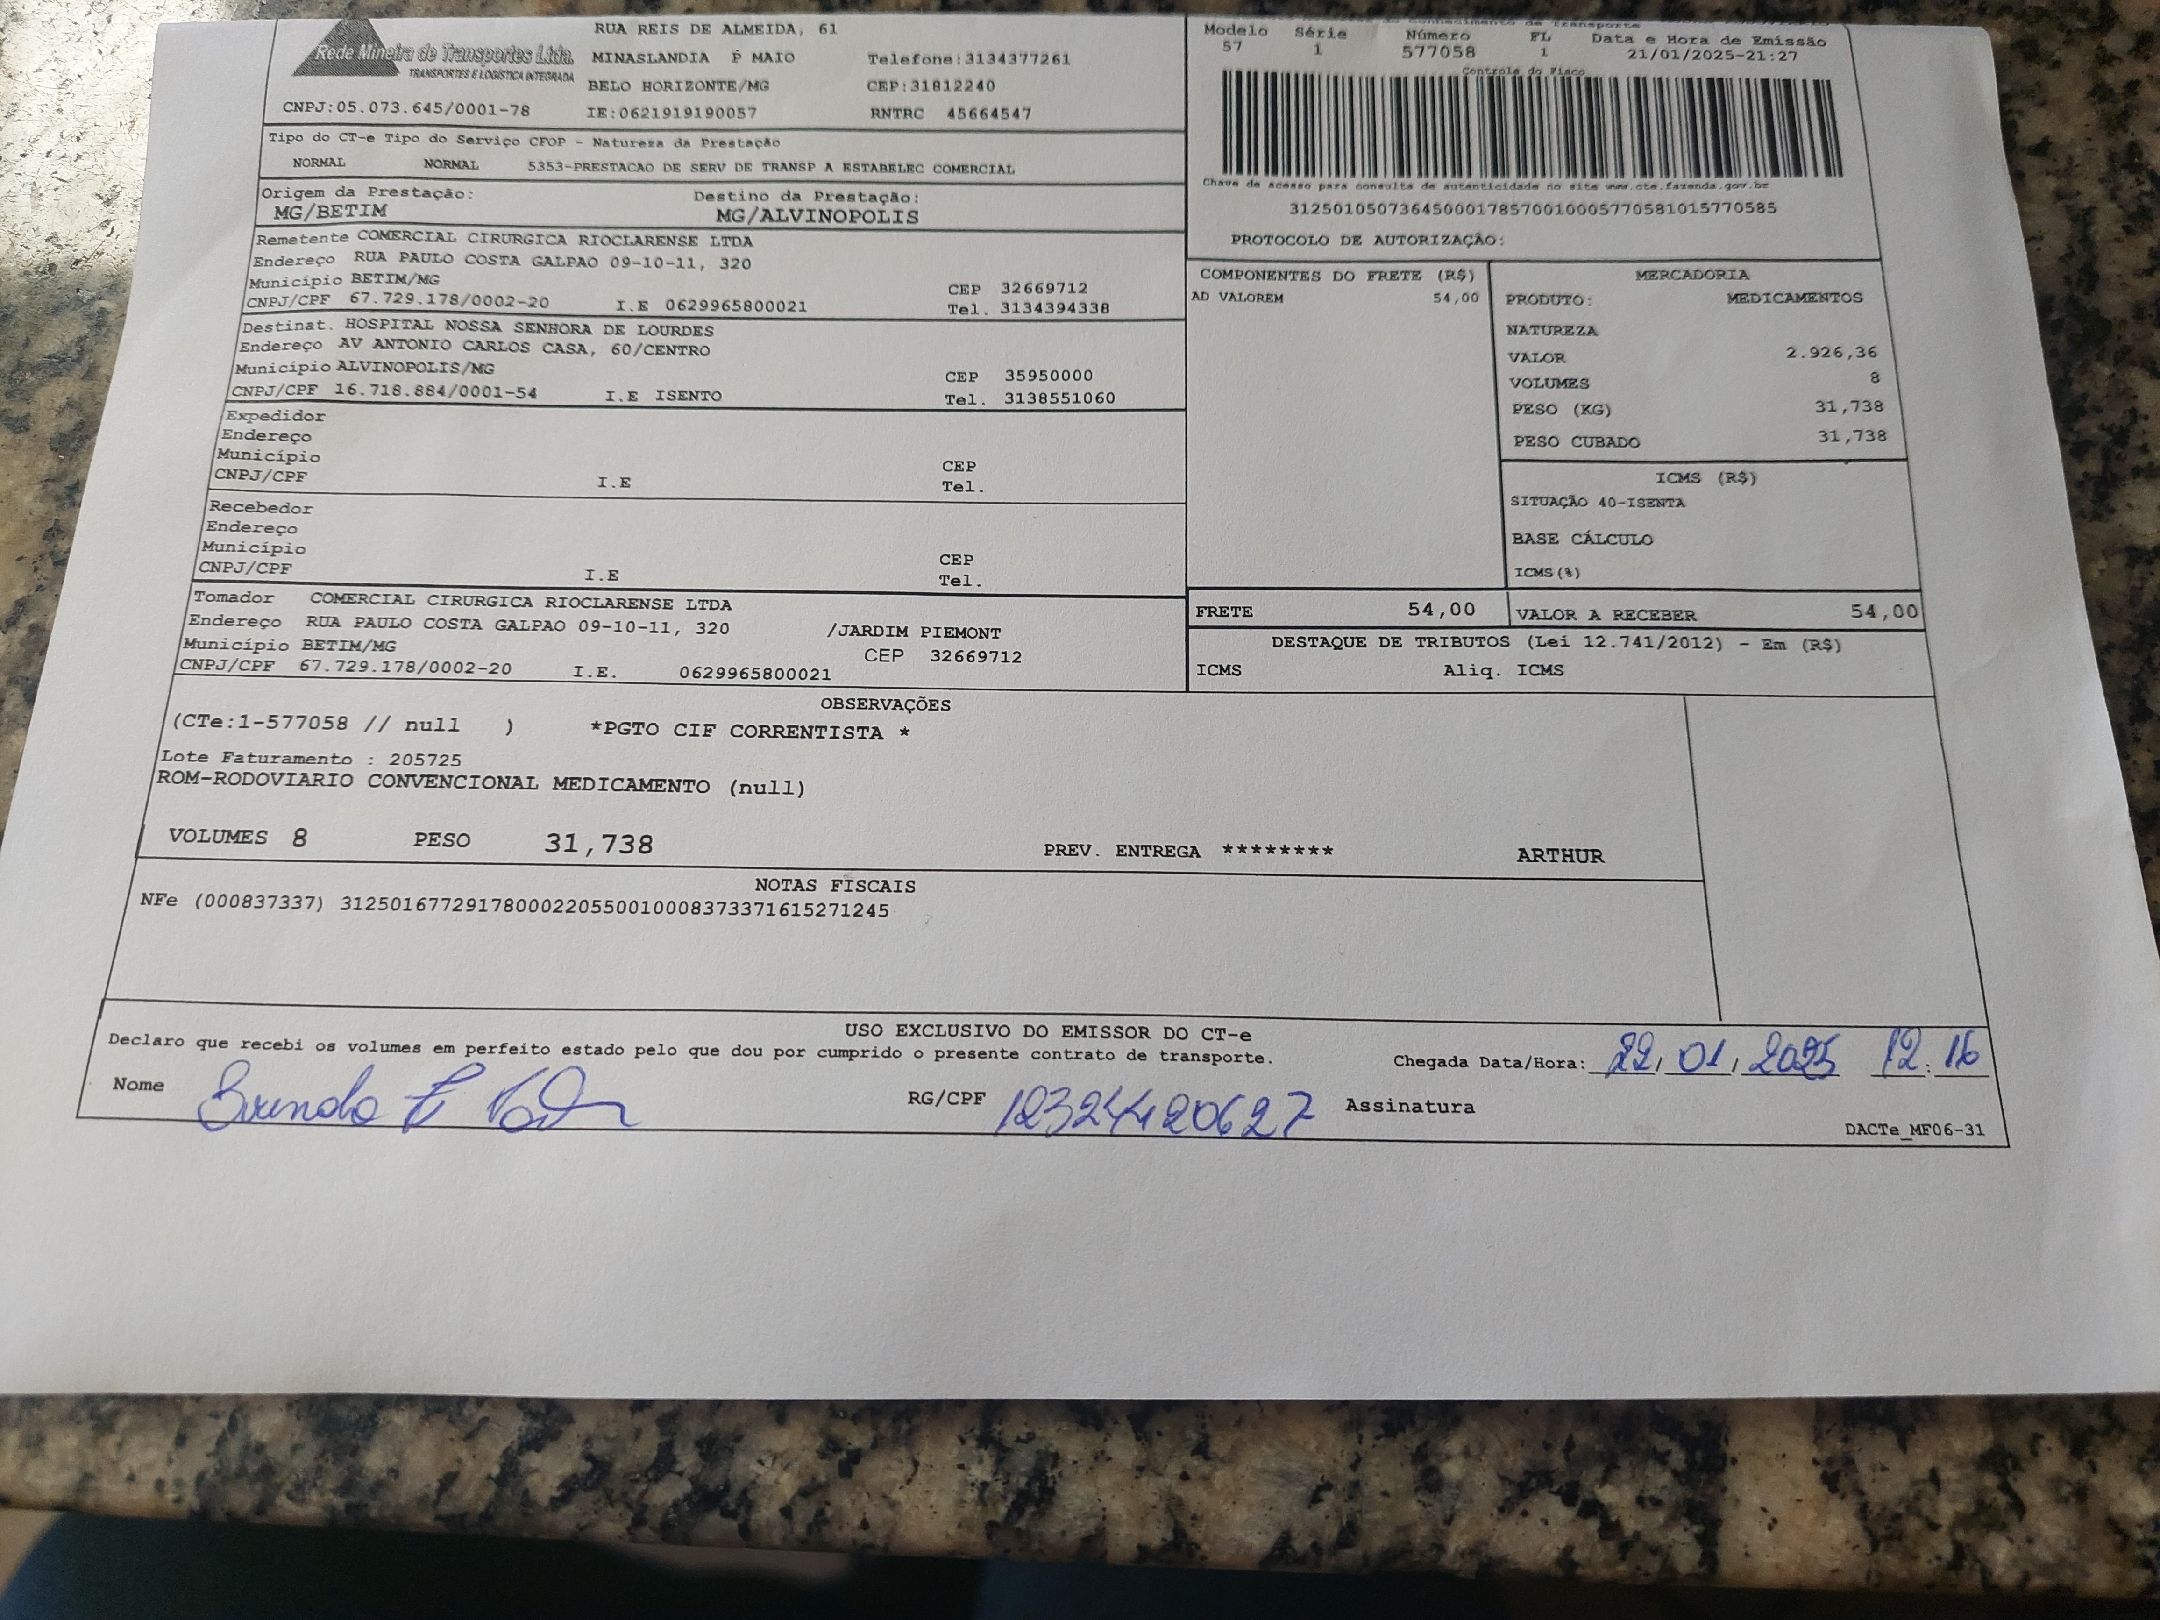 Conhecimento de Transporte
Rede Mineira de Transportes Ltda.
TRANSPORTES E LOGÍSTICA INTEGRADA
CNPJ:05.073.645/0001-78
RUA REIS DE ALMEIDA, 61
MINASLANDIA P MAIO Telefone:3134377261
BELO HORIZONTE/MG CEP:31812240
IE:0621919190057 RNTRC 45664547
Modelo Série Número FL Data e Hora de Emissão
57 1 577058 1 21/01/2025-21:27
Controle do Fisco
Chave de acesso para consulta de autenticidade no site www.cte.fazenda.gov.br
31250105073645000178570010005770581015770585
PROTOCOLO DE AUTORIZAÇÃO:
Tipo do CT-e Tipo do Serviço CFOP - Natureza da Prestação
NORMAL NORMAL 5353-PRESTACAO DE SERV DE TRANSP A ESTABELEC COMERCIAL
Origem da Prestação: Destino da Prestação:
MG/BETIM MG/ALVINOPOLIS
Remetente COMERCIAL CIRURGICA RIOCLARENSE LTDA
Endereço RUA PAULO COSTA GALPAO 09-10-11, 320
Município BETIM/MG CEP 32669712
CNPJ/CPF 67.729.178/0002-20 I.E 0629965800021 Tel. 3134394338
Destinat. HOSPITAL NOSSA SENHORA DE LOURDES
Endereço AV ANTONIO CARLOS CASA, 60/CENTRO
Município ALVINOPOLIS/MG CEP 35950000
CNPJ/CPF 16.718.884/0001-54 I.E ISENTO Tel. 3138551060
Expedidor
Endereço
Município CEP
CNPJ/CPF I.E Tel.
Recebedor
Endereço
Município CEP
CNPJ/CPF I.E Tel.
Tomador COMERCIAL CIRURGICA RIOCLARENSE LTDA
Endereço RUA PAULO COSTA GALPAO 09-10-11, 320 /JARDIM PIEMONT
Município BETIM/MG CEP 32669712
CNPJ/CPF 67.729.178/0002-20 I.E. 0629965800021
COMPONENTES DO FRETE (R$)
AD VALOREM 54,00
MERCADORIA
PRODUTO: MEDICAMENTOS
NATUREZA
VALOR 2.926,36
VOLUMES 8
PESO (KG) 31,738
PESO CUBADO 31,738
ICMS (R$)
SITUAÇÃO 40-ISENTA
BASE CÁLCULO
ICMS(%)
FRETE 54,00 VALOR A RECEBER 54,00
DESTAQUE DE TRIBUTOS (Lei 12.741/2012) - Em (R$)
ICMS Aliq. ICMS
OBSERVAÇÕES
(CTe:1-577058 // null ) *PGTO CIF CORRENTISTA *
Lote Faturamento : 205725
ROM-RODOVIARIO CONVENCIONAL MEDICAMENTO (null)
VOLUMES 8 PESO 31,738 PREV. ENTREGA ******** ARTHUR
NOTAS FISCAIS
NFe (000837337) 31250167729178000220550010008373371615271245
USO EXCLUSIVO DO EMISSOR DO CT-e
Declaro que recebi os volumes em perfeito estado pelo que dou por cumprido o presente contrato de transporte. Chegada Data/Hora: 22/01/2025 12:16
Nome Brenda RG/CPF 12324420627 Assinatura
DACTe_MF06-31